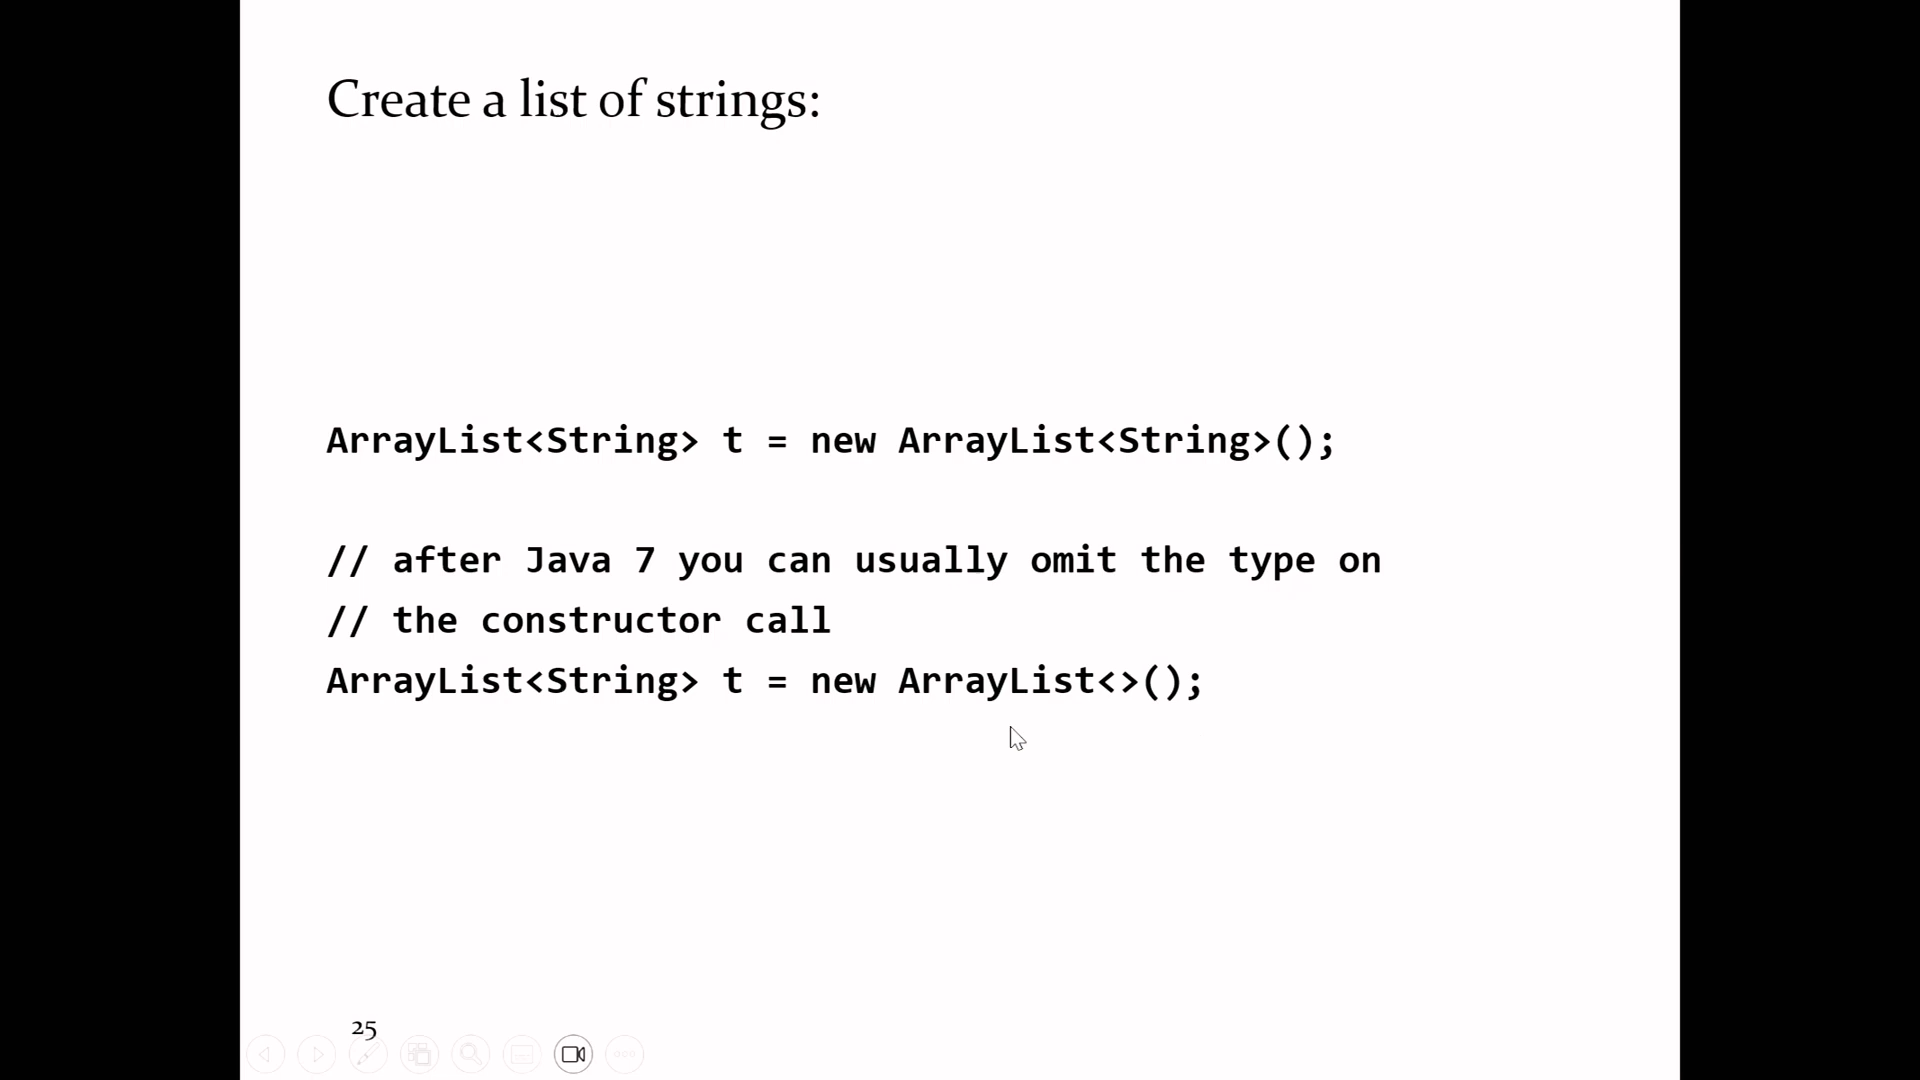 Create a list of strings:
ArrayList<String> t = new ArrayList<String>();
// after Java 7 you can usually omit the type on
// the constructor call
ArrayList<String> t = new ArrayList<>();
25